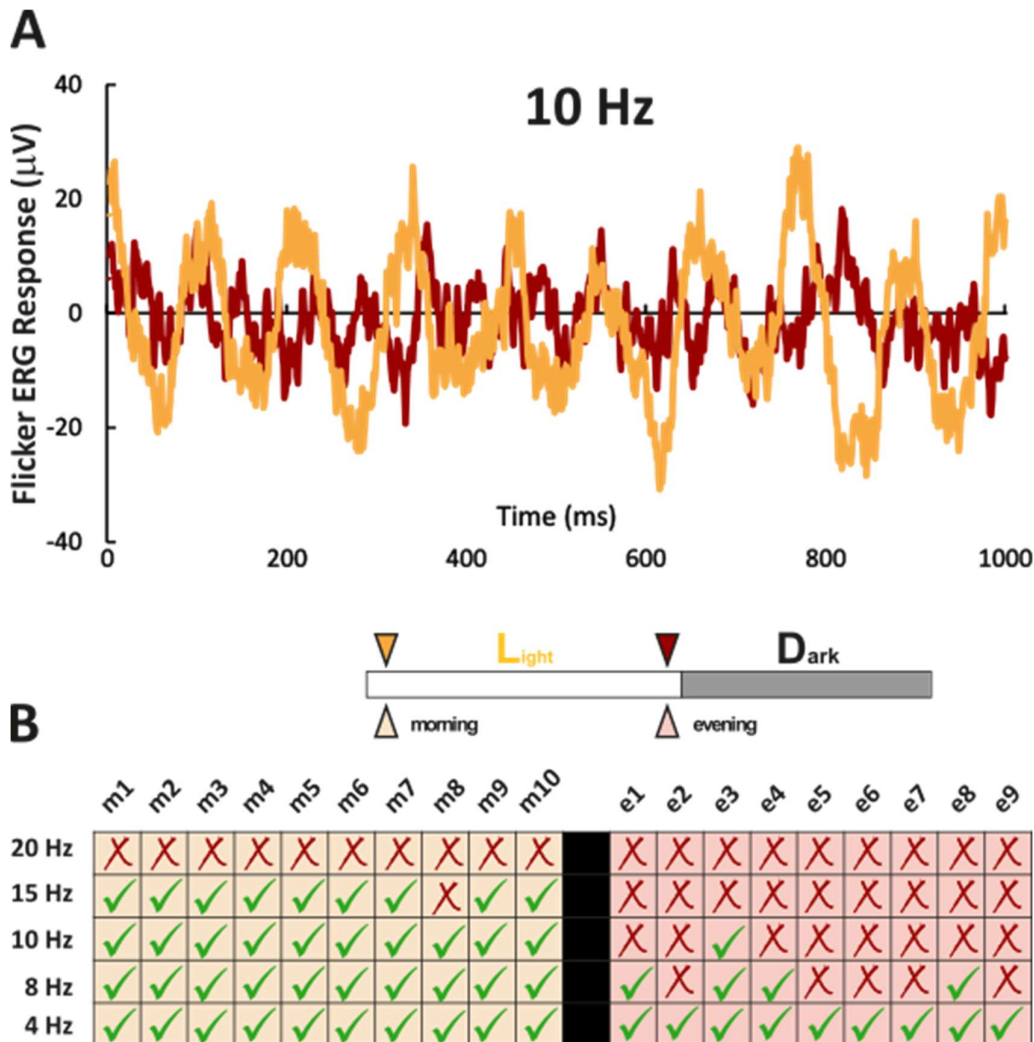 A
10 Hz
Flicker ERG Response (μV)
40
20
0
-20
-40
Time (ms)
0 200 400 600 800 1000
Light Dark
morning evening
B
m1 m2 m3 m4 m5 m6 m7 m8 m9 m10 e1 e2 e3 e4 e5 e6 e7 e8 e9
20 Hz ✗ ✗ ✗ ✗ ✗ ✗ ✗ ✗ ✗ ✗ ✗ ✗ ✗ ✗ ✗ ✗ ✗ ✗ ✗
15 Hz ✓ ✓ ✓ ✓ ✓ ✓ ✓ ✗ ✓ ✓ ✗ ✗ ✗ ✗ ✗ ✗ ✗ ✗ ✗
10 Hz ✓ ✓ ✓ ✓ ✓ ✓ ✓ ✓ ✓ ✓ ✗ ✗ ✓ ✗ ✗ ✗ ✗ ✗ ✗
8 Hz ✓ ✓ ✓ ✓ ✓ ✓ ✓ ✓ ✓ ✓ ✓ ✗ ✓ ✓ ✗ ✗ ✗ ✓ ✗
4 Hz ✓ ✓ ✓ ✓ ✓ ✓ ✓ ✓ ✓ ✓ ✓ ✓ ✓ ✓ ✓ ✓ ✓ ✓ ✓